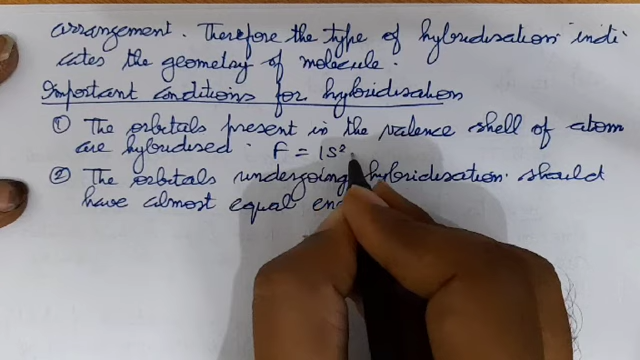 arrangement. Therefore the type of hybridisation indi
cates the geometry of molecule.
Important conditions for hybridisation
① The orbitals present in the valence shell of atom
are hybridised. F = 1s²
② The orbitals undergoing hybridisation should
have almost equal